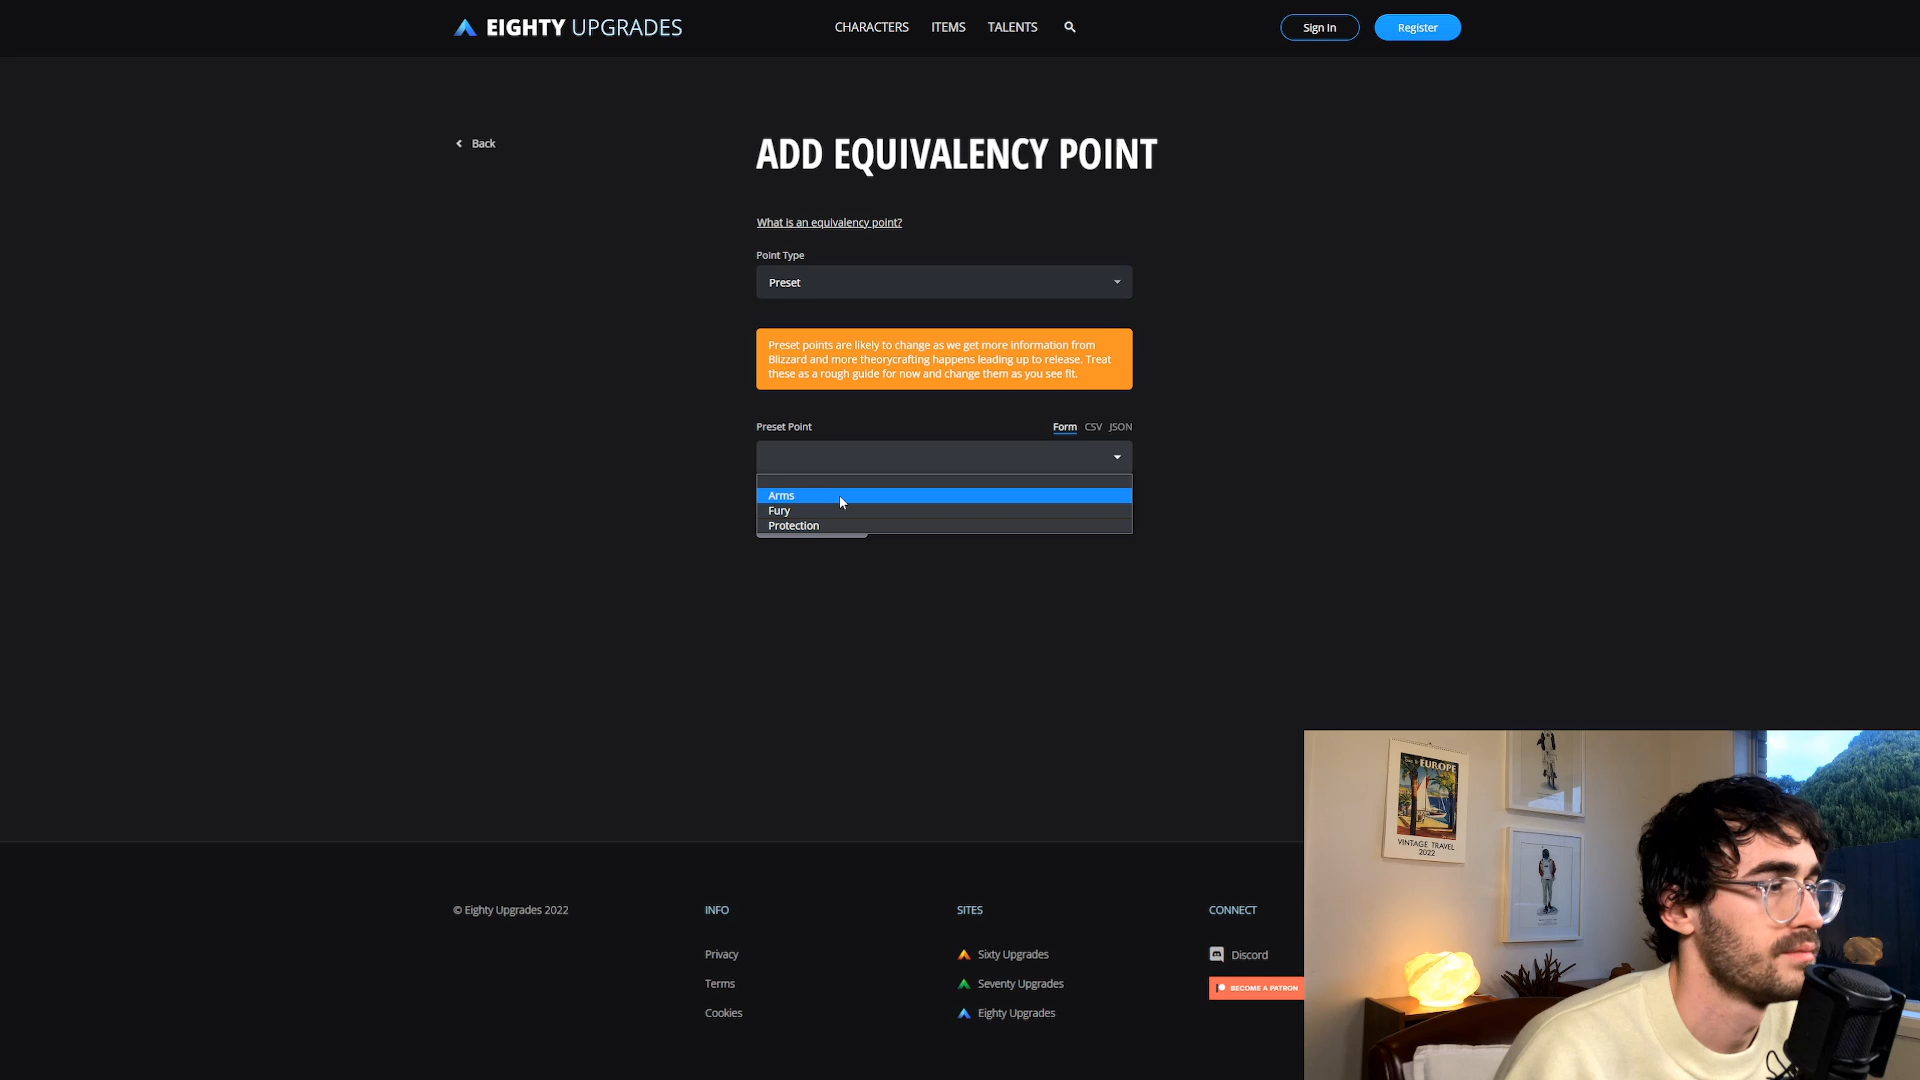 EIGHTY UPGRADES
CHARACTERS
ITEMS
TALENTS
Sign In
Register
Back
ADD EQUIVALENCY POINT
What is an equivalency point?
Point Type
Preset
Preset points are likely to change as we get more information from
Blizzard and more theorycrafting happens leading up to release. Treat
these as a rough guide for now and change them as you see fit.
Preset Point
Form CSV JSON
Arms
Fury
Protection
© Eighty Upgrades 2022
INFO
Privacy
Terms
Cookies
SITES
Sixty Upgrades
Seventy Upgrades
Eighty Upgrades
CONNECT
Discord
BECOME A PATRON
EUROPE
VINTAGE TRAVEL
2022